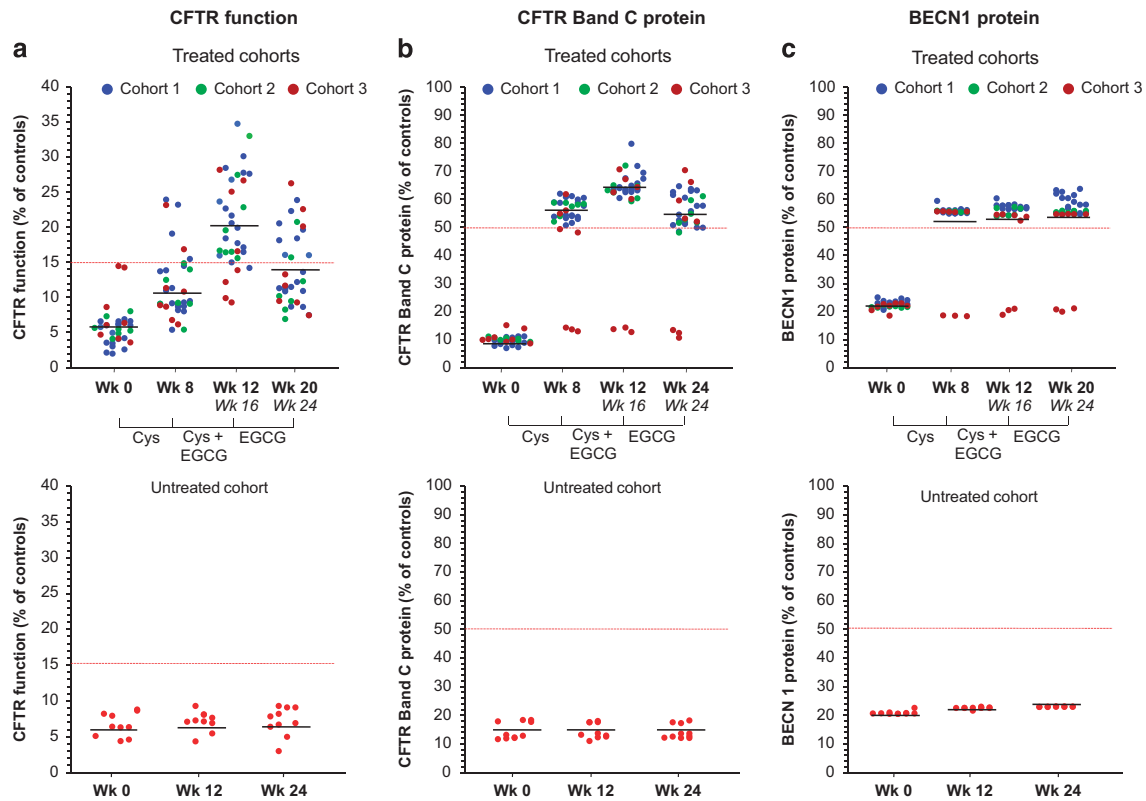 CFTR function
CFTR Band C protein
BECN1 protein
a
Treated cohorts
Cohort 1 Cohort 2 Cohort 3
CFTR function (% of controls)
40
35
30
25
20
15
10
5
0
Wk 0 Wk 8 Wk 12 Wk 20
Wk 16 Wk 24
Cys Cys + EGCG
EGCG
b
Treated cohorts
Cohort 1 Cohort 2 Cohort 3
CFTR Band C protein (% of controls)
100
90
80
70
60
50
40
30
20
10
0
Wk 0 Wk 8 Wk 12 Wk 24
Wk 16 Wk 24
Cys Cys + EGCG
EGCG
c
Treated cohorts
Cohort 1 Cohort 2 Cohort 3
BECN1 protein (% of controls)
100
90
80
70
60
50
40
30
20
10
0
Wk 0 Wk 8 Wk 12 Wk 20
Wk 16 Wk 24
Cys Cys + EGCG
EGCG
Untreated cohort
CFTR function (% of controls)
40
35
30
25
20
15
10
5
0
Wk 0 Wk 12 Wk 24
Untreated cohort
CFTR Band C protein (% of controls)
100
90
80
70
60
50
40
30
20
10
0
Wk 0 Wk 12 Wk 24
Untreated cohort
BECN 1 protein (% of controls)
100
90
80
70
60
50
40
30
20
10
0
Wk 0 Wk 12 Wk 24